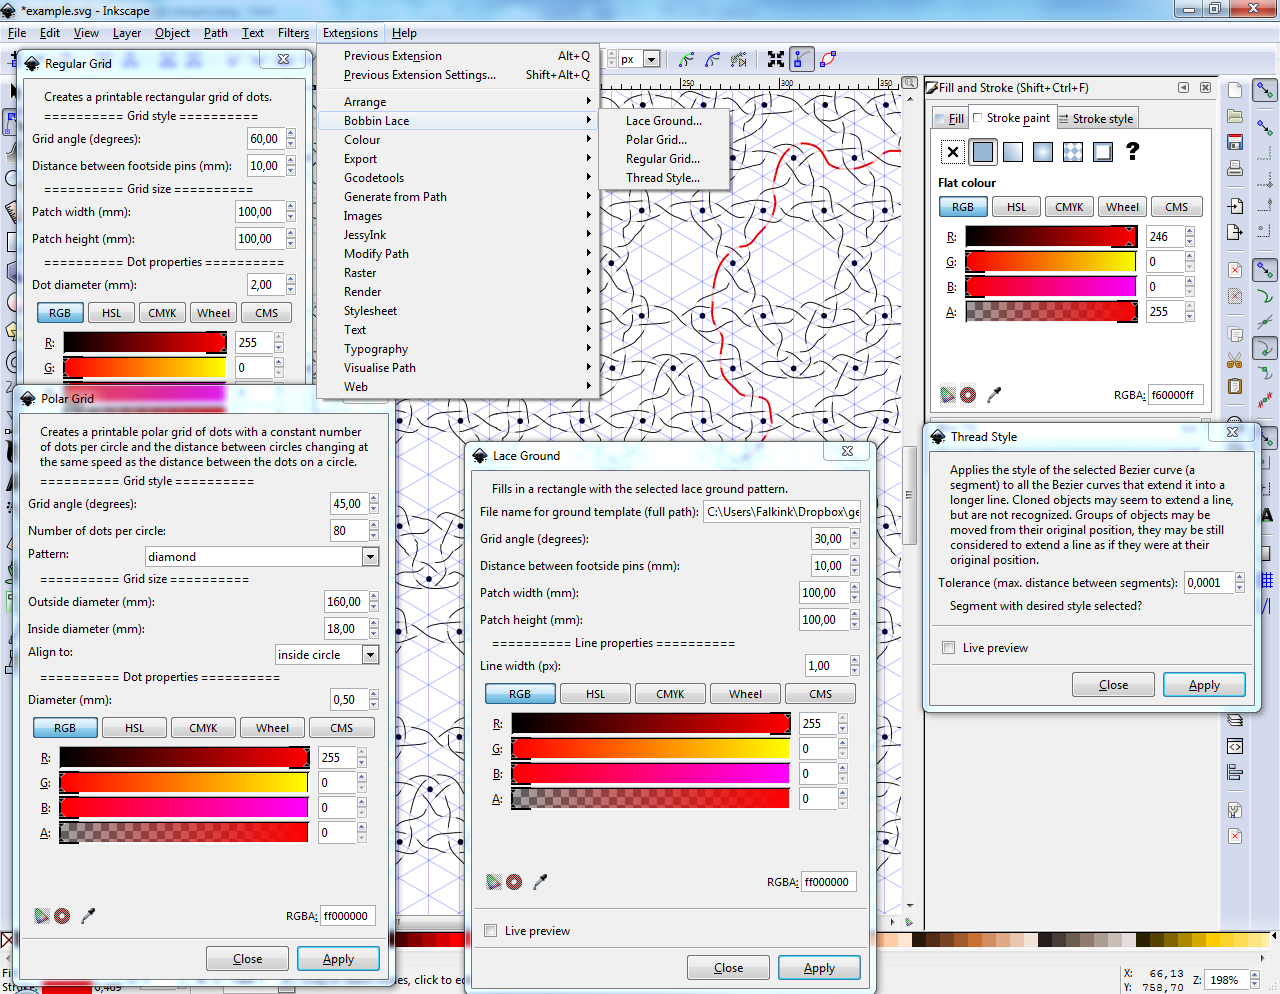 *example.svg - Inkscape
File Edit View Layer Object Path Text Filters Extensions Help
Previous Extension Alt+Q
Previous Extension Settings... Shift+Alt+Q
Arrange
Bobbin Lace
Colour
Export
Gcodetools
Generate from Path
Images
JessyInk
Modify Path
Raster
Render
Stylesheet
Text
Typography
Visualise Path
Web
Lace Ground...
Polar Grid...
Regular Grid...
Thread Style...
px
250 300 350
Regular Grid
Creates a printable rectangular grid of dots.
========== Grid style ==========
Grid angle (degrees): 60,00
Distance between footside pins (mm): 10,00
========== Grid size ==========
Patch width (mm): 100,00
Patch height (mm): 100,00
========== Dot properties ==========
Dot diameter (mm): 2,00
RGB HSL CMYK Wheel CMS
R: 255
G: 0
Polar Grid
Creates a printable polar grid of dots with a constant number
of dots per circle and the distance between circles changing at
the same speed as the distance between the dots on a circle.
========== Grid style ==========
Grid angle (degrees): 45,00
Number of dots per circle: 80
Pattern: diamond
========== Grid size ==========
Outside diameter (mm): 160,00
Inside diameter (mm): 18,00
Align to: inside circle
========== Dot properties ==========
Diameter (mm): 0,50
RGB HSL CMYK Wheel CMS
R: 255
G: 0
B: 0
A: 0
RGBA: ff000000
Close Apply
Lace Ground
Fills in a rectangle with the selected lace ground pattern.
File name for ground template (full path): C:\Users\Falkink\Dropbox\ge
Grid angle (degrees): 30,00
Distance between footside pins (mm): 10,00
Patch width (mm): 100,00
Patch height (mm): 100,00
========== Line properties ==========
Line width (px): 1,00
RGB HSL CMYK Wheel CMS
R: 255
G: 0
B: 0
A: 0
RGBA: ff000000
Live preview
Close Apply
Fill and Stroke (Shift+Ctrl+F)
Fill Stroke paint Stroke style
?
Flat colour
RGB HSL CMYK Wheel CMS
R: 246
G: 0
B: 0
A: 255
RGBA: f60000ff
Thread Style
Applies the style of the selected Bezier curve (a
segment) to all the Bezier curves that extend it into a
longer line. Cloned objects may seem to extend a line,
but are not recognized. Groups of objects may be
moved from their original position, they may be still
considered to extend a line as if they were at their
original position.
Tolerance (max. distance between segments): 0,0001
Segment with desired style selected?
Live preview
Close Apply
X: 66,13
Y: 758,70
Z: 198%